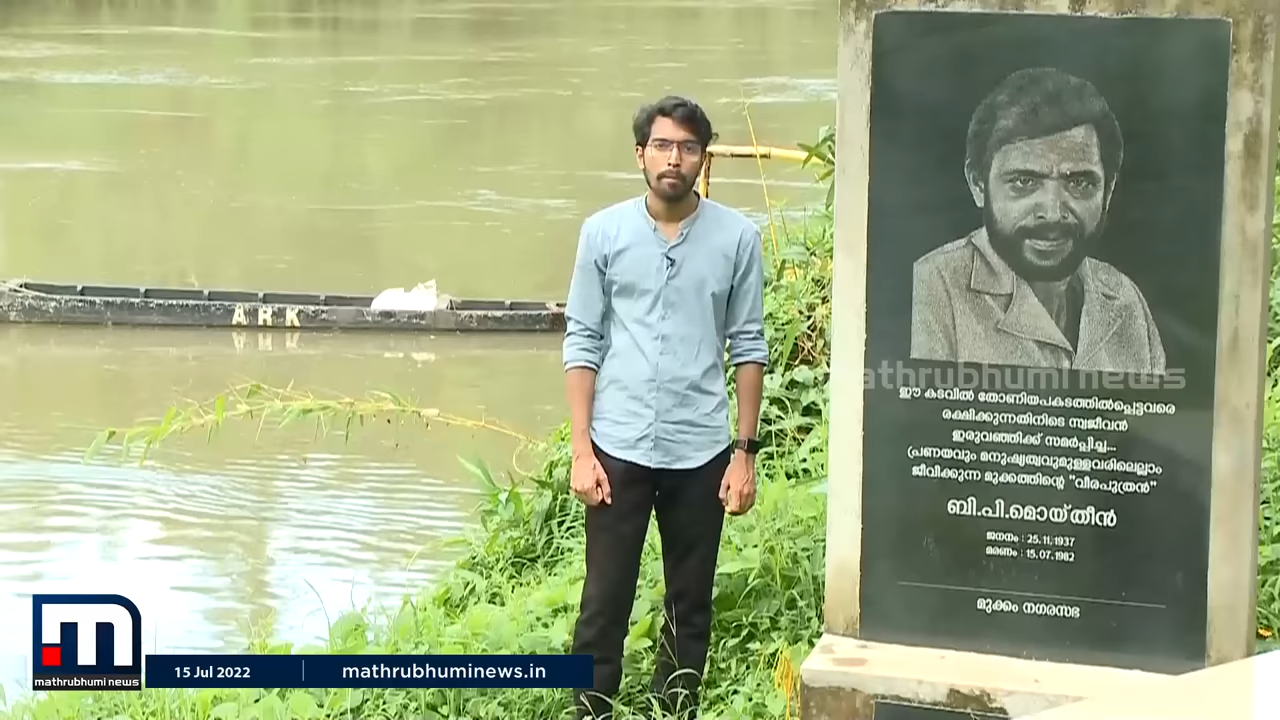 ARK
mathrubhumi news
ഈ കടവിൽ തോണിയപകടത്തിൽപ്പെട്ടവരെ
രക്ഷിക്കുന്നതിനിടെ സ്വജീവൻ
ഇരുവഞ്ഞിക്ക് സമർപ്പിച്ച...
പ്രണയവും മനുഷ്യത്വവുമുള്ളവരിലെല്ലാം
ജീവിക്കുന്ന മുക്കത്തിന്റെ "വീരപുത്രൻ"
ബി.പി.മൊയ്തീൻ
ജനനം : 25.11.1937
മരണം : 15.07.1982
മുക്കം നഗരസഭ
mathrubhumi news
15 Jul 2022
mathrubhuminews.in